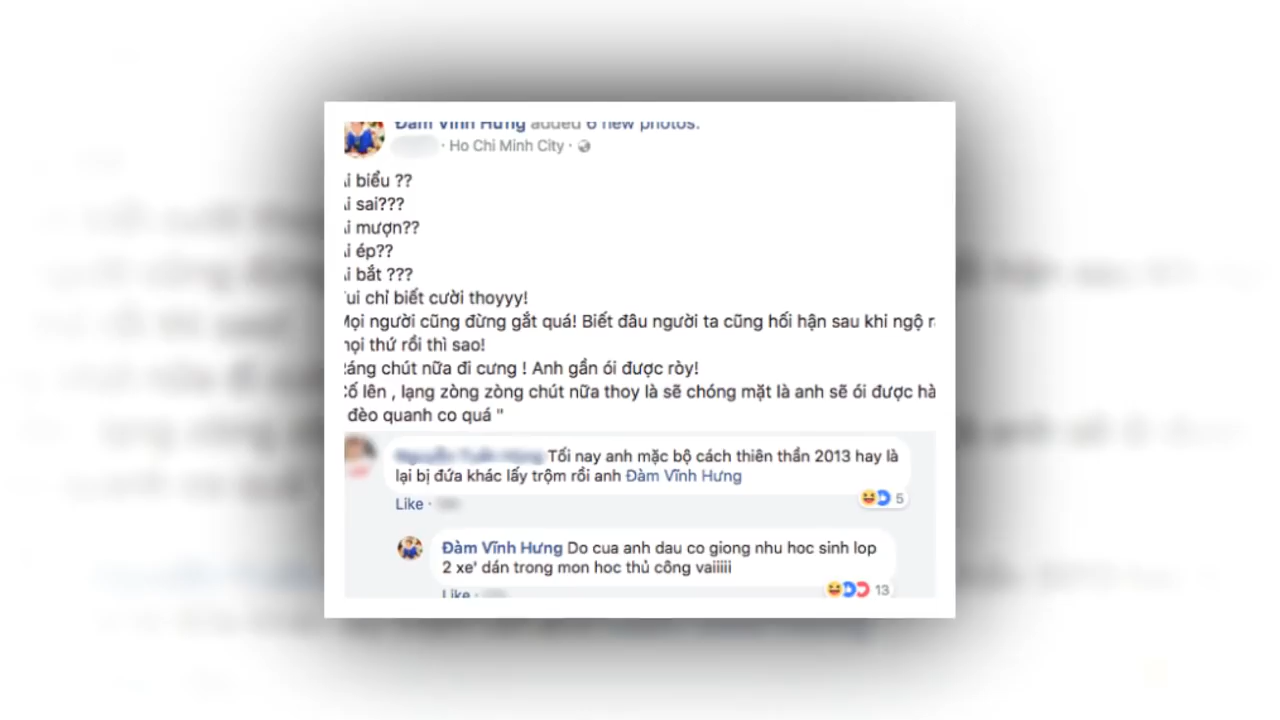 Đàm Vĩnh Hưng added 6 new photos.
· Ho Chi Minh City ·
i biểu ??
i sai???
i mượn??
i ép??
i bắt ???
ui chỉ biết cười thoyyy!
Mọi người cũng đừng gắt quá! Biết đâu người ta cũng hối hận sau khi ngộ r
mọi thứ rồi thì sao!
áng chút nữa đi cưng ! Anh gần ói được ròy!
Cố lên , lạng zòng zòng chút nữa thoy là sẽ chóng mặt là anh sẽ ói được hà
đèo quanh co quá "
Tối nay anh mặc bộ cách thiên thần 2013 hay là
lại bị đứa khác lấy trộm rồi anh Đàm Vĩnh Hưng
5
Like ·
Đàm Vĩnh Hưng Do cua anh dau co giong nhu hoc sinh lop
2 xe' dán trong mon hoc thủ công vaiiiii
13
Like ·